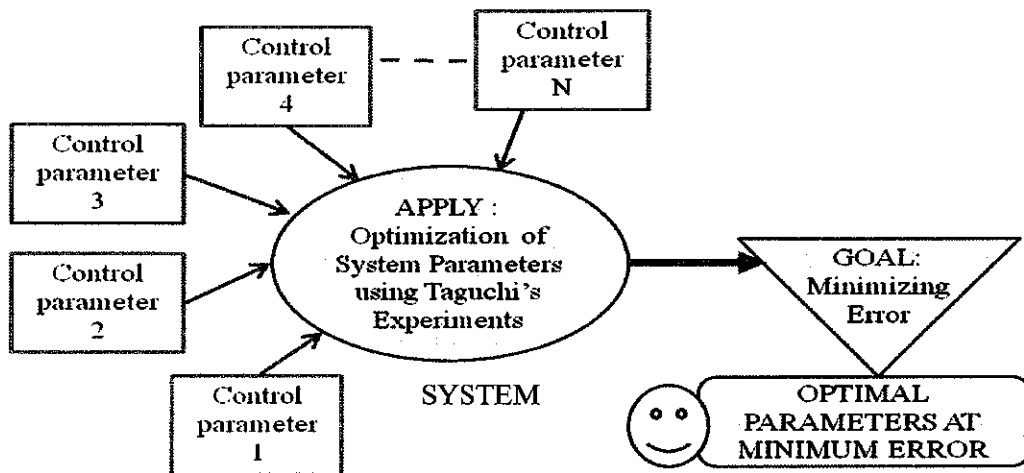 Control
parameter
4
Control
parameter
N
Control
parameter
3
Control
parameter
2
Control
parameter
1
APPLY :
Optimization of
System Parameters
using Taguchi's
Experiments
SYSTEM
GOAL:
Minimizing
Error
OPTIMAL
PARAMETERS AT
MINIMUM ERROR